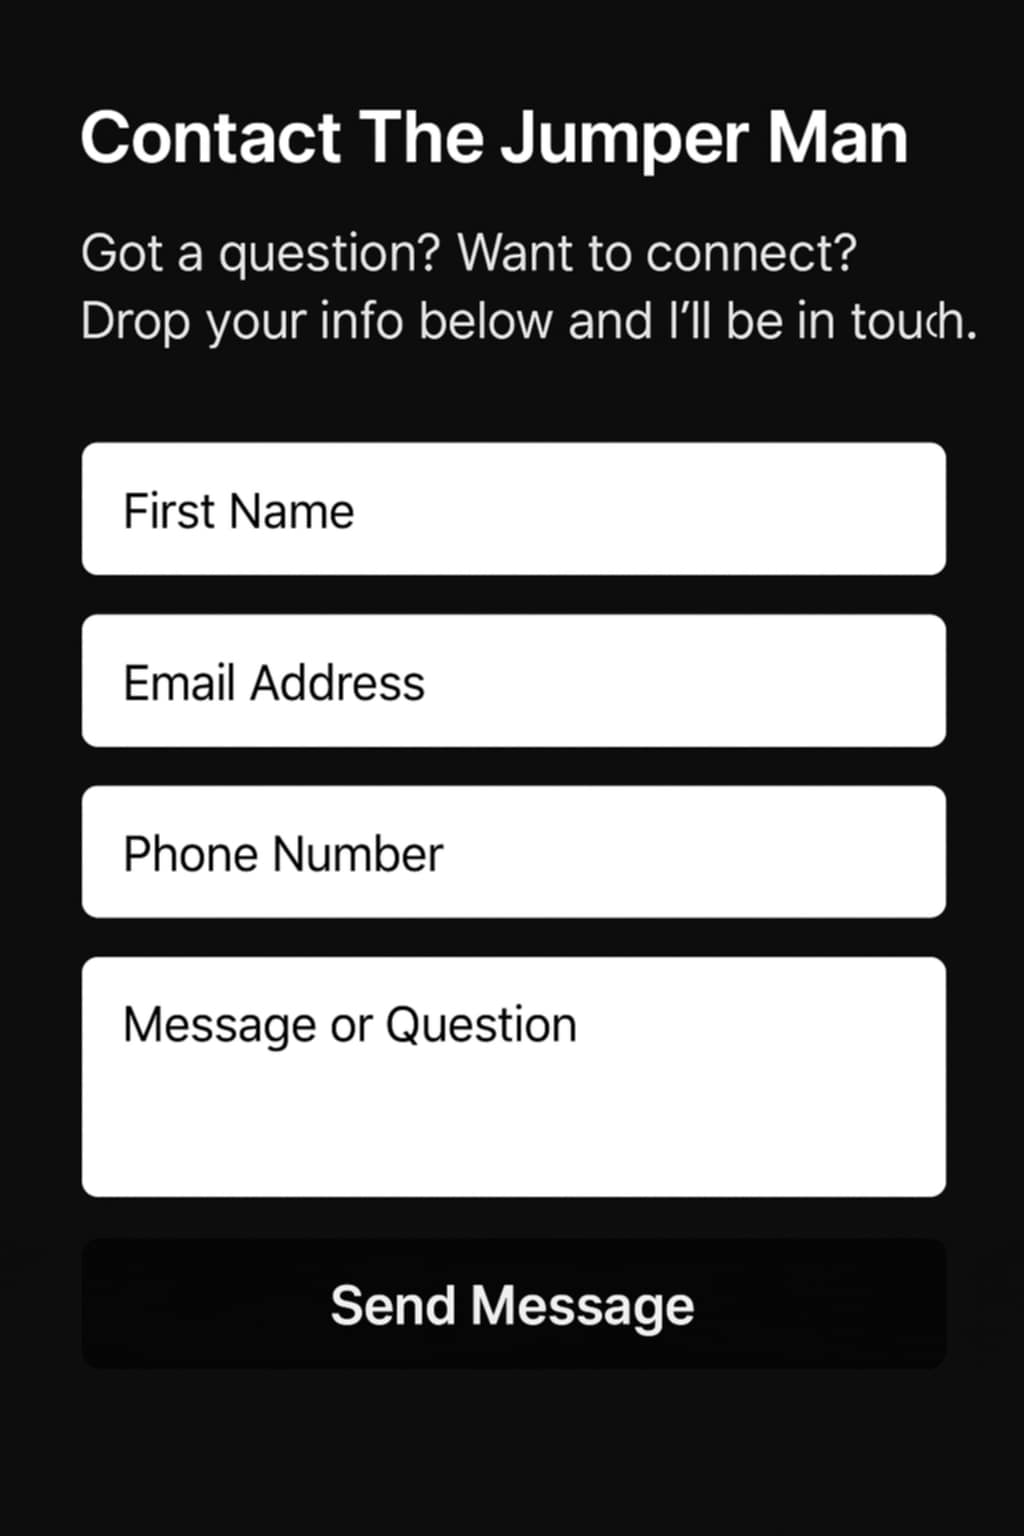 Contact The Jumper Man
Got a question? Want to connect?
Drop your info below and I’ll be in touch.
First Name
Email Address
Phone Number
Message or Question
Send Message